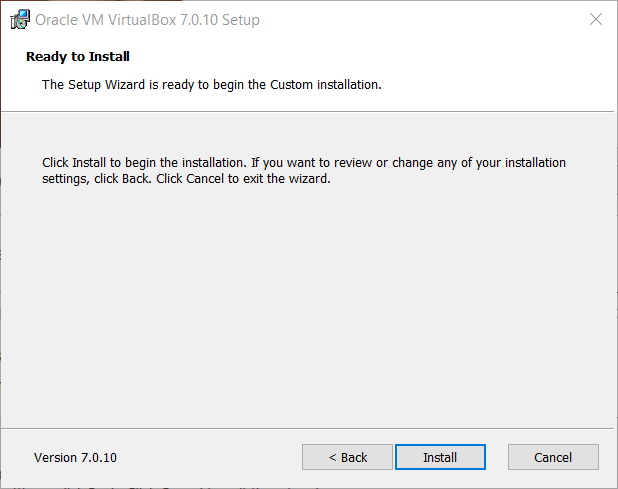 Oracle VM VirtualBox 7.0.10 Setup
Ready to Install
The Setup Wizard is ready to begin the Custom installation.
Click Install to begin the installation. If you want to review or change any of your installation
settings, click Back. Click Cancel to exit the wizard.
Version 7.0.10
< Back
Install
Cancel